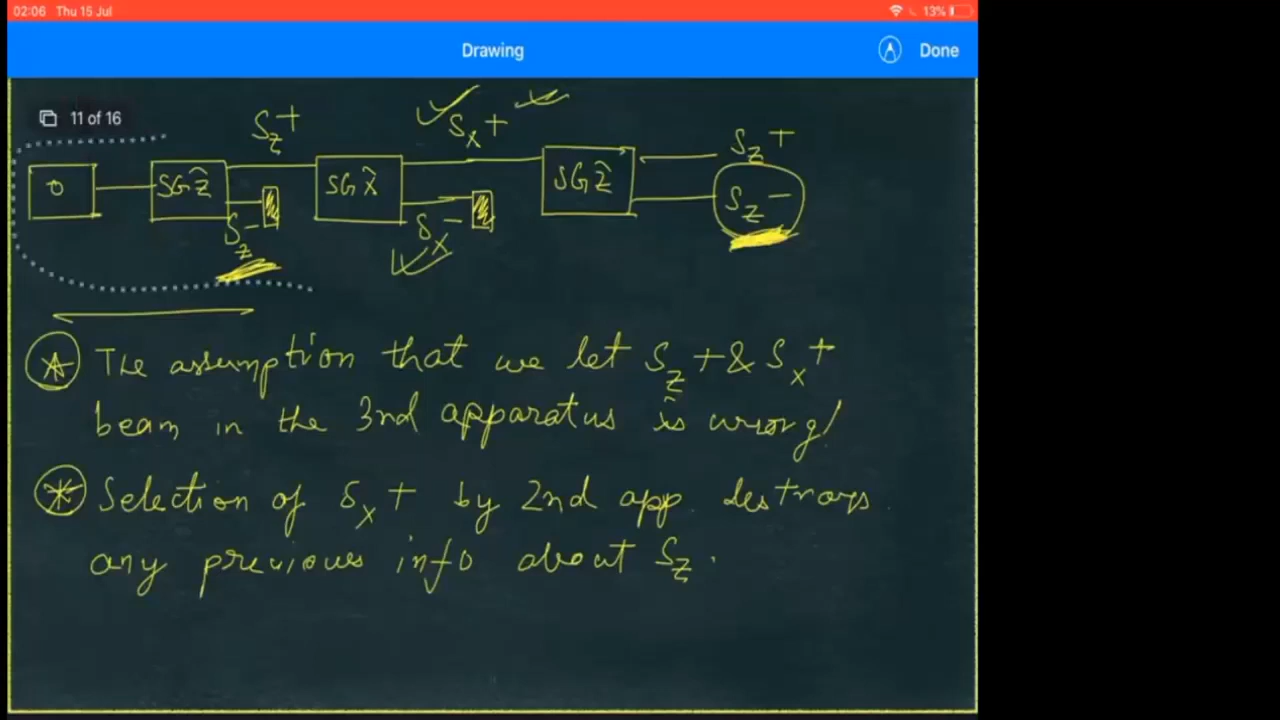 02:06 Thu 15 Jul 13%
Drawing Done
11 of 16
Sz+ Sx+ Sz+
O SGẑ SGx̂ SGẑ
Sz- Sx- Sz-
The assumption that we let Sz+ & Sx+
beam in the 3rd apparatus is wrong!
Selection of Sx+ by 2nd app. destroys
any previous info about Sz.